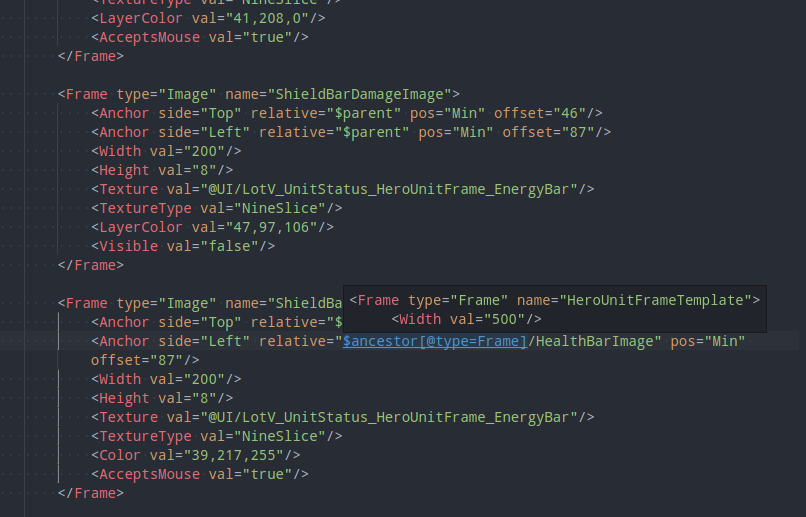 <LayerColor val="41,208,0"/>
<AcceptsMouse val="true"/>
</Frame>
<Frame type="Image" name="ShieldBarDamageImage">
<Anchor side="Top" relative="$parent" pos="Min" offset="46"/>
<Anchor side="Left" relative="$parent" pos="Min" offset="87"/>
<Width val="200"/>
<Height val="8"/>
<Texture val="@UI/LotV_UnitStatus_HeroUnitFrame_EnergyBar"/>
<TextureType val="NineSlice"/>
<LayerColor val="47,97,106"/>
<Visible val="false"/>
</Frame>
<Frame type="Image" name="ShieldBa
<Frame type="Frame" name="HeroUnitFrameTemplate">
<Width val="500"/>
<Anchor side="Top" relative="$
<Anchor side="Left" relative="$ancestor[@type=Frame]/HealthBarImage" pos="Min"
offset="87"/>
<Width val="200"/>
<Height val="8"/>
<Texture val="@UI/LotV_UnitStatus_HeroUnitFrame_EnergyBar"/>
<TextureType val="NineSlice"/>
<Color val="39,217,255"/>
<AcceptsMouse val="true"/>
</Frame>